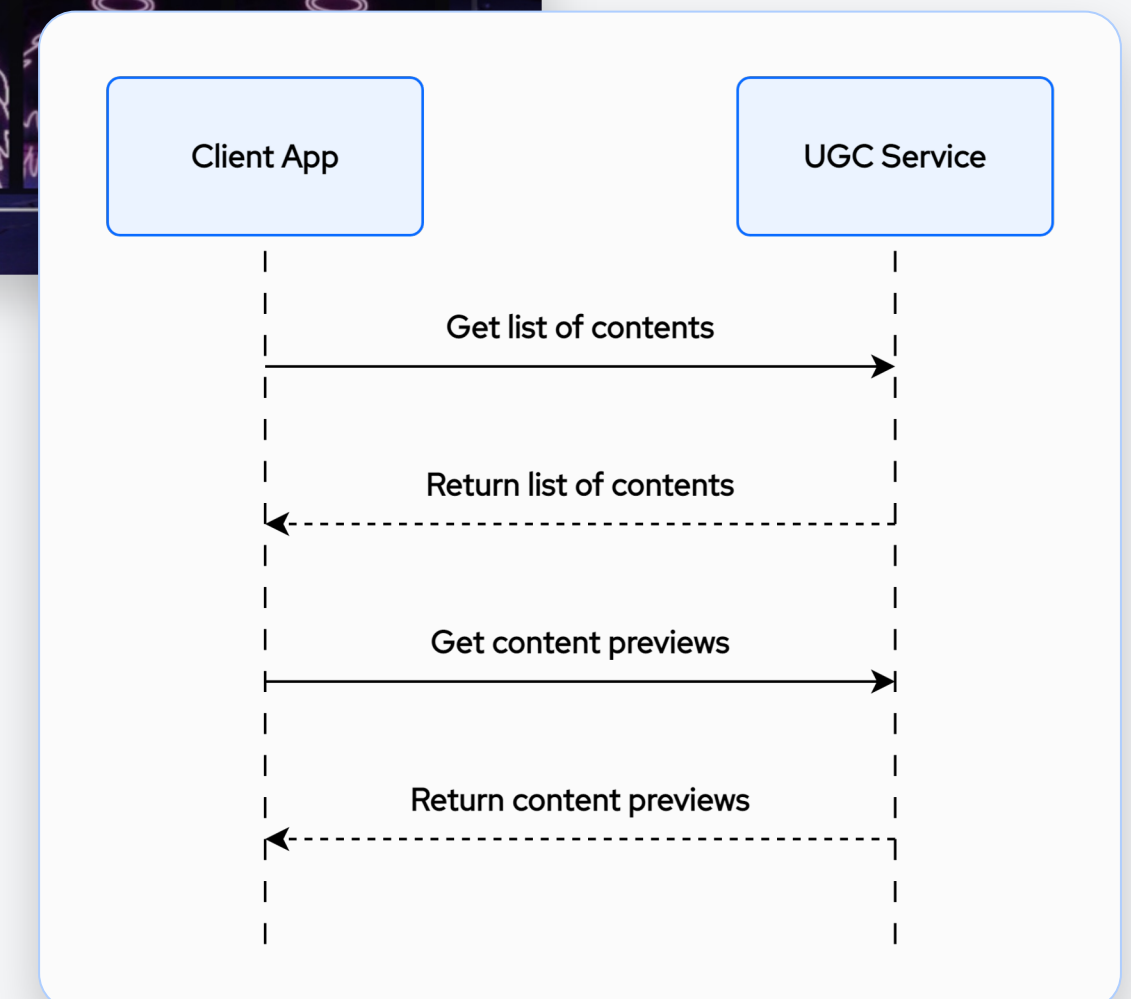 Client App
UGC Service
Get list of contents
Return list of contents
Get content previews
Return content previews